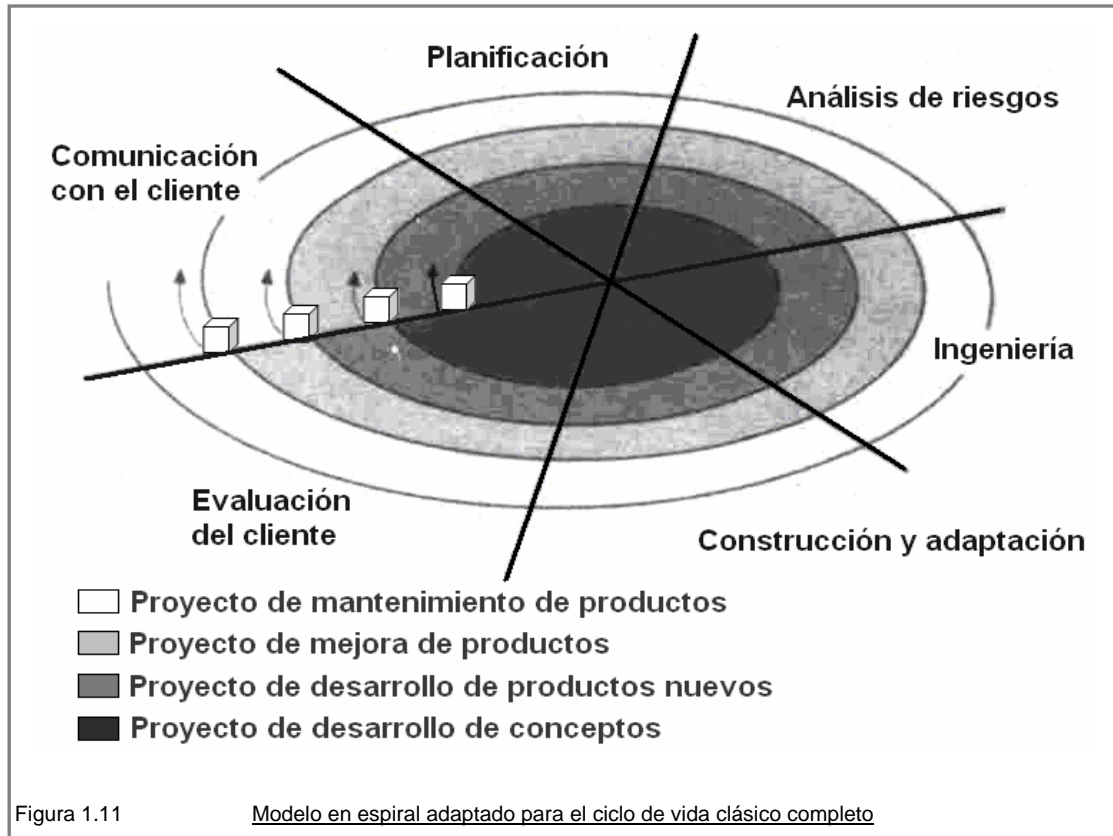 Planificación
Análisis de riesgos
Comunicación
con el cliente
Ingeniería
Evaluación
del cliente
Construcción y adaptación
Proyecto de mantenimiento de productos
Proyecto de mejora de productos
Proyecto de desarrollo de productos nuevos
Proyecto de desarrollo de conceptos
Figura 1.11 Modelo en espiral adaptado para el ciclo de vida clásico completo